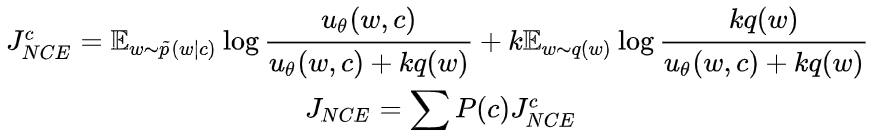 J^c_{NCE} = \mathbb{E}_{w \sim \tilde{p}(w|c)} \log \frac{u_\theta(w, c)}{u_\theta(w, c) + kq(w)} + k\mathbb{E}_{w \sim q(w)} \log \frac{kq(w)}{u_\theta(w, c) + kq(w)}
J_{NCE} = \sum P(c) J^c_{NCE}